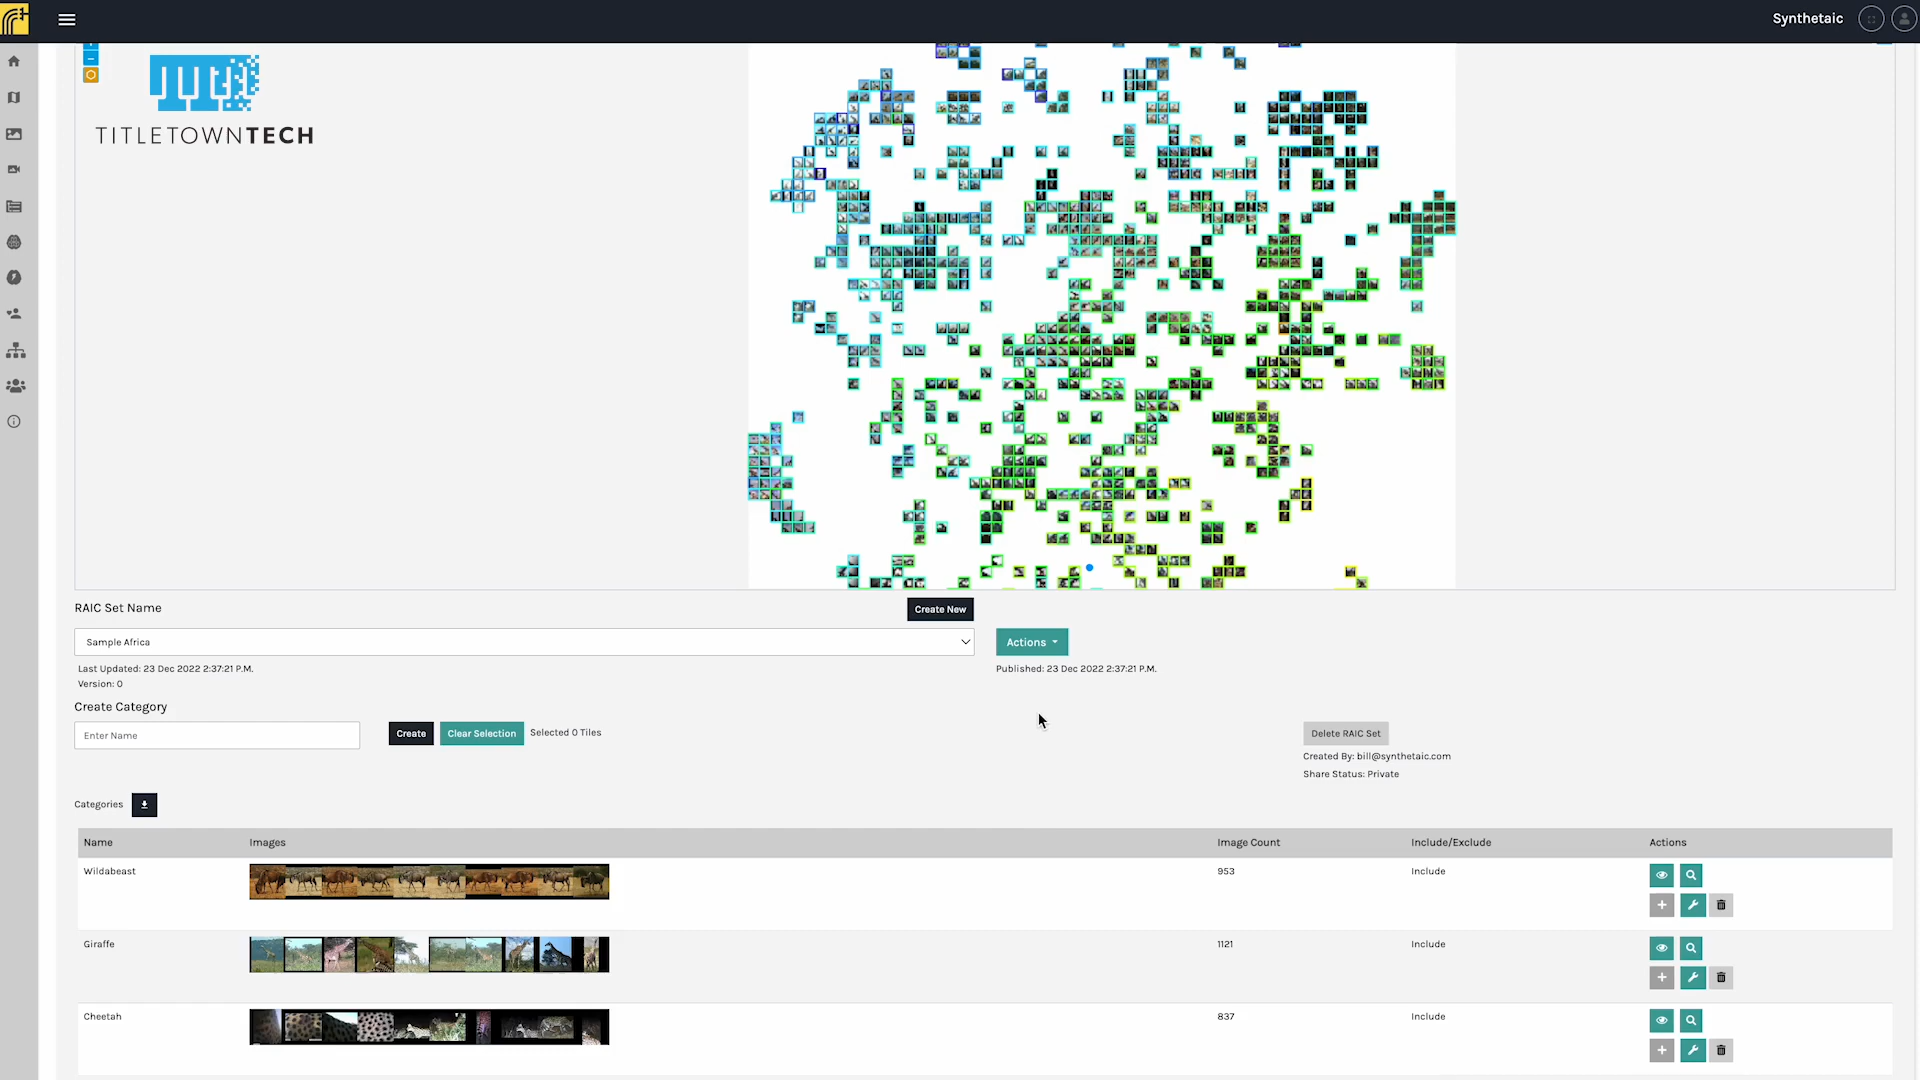 Synthetaic
TITLETOWNTECH
RAIC Set Name
Create New
Sample Africa
Actions
Last Updated: 23 Dec 2022 2:37:21 P.M.
Published: 23 Dec 2022 2:37:21 P.M.
Version: 0
Create Category
Enter Name
Create
Clear Selection
Selected 0 Tiles
Delete RAIC Set
Created By: bill@synthetaic.com
Share Status: Private
Categories
Name Images Image Count Include/Exclude Actions
Wildabeast 953 Include
Giraffe 1121 Include
Cheetah 837 Include